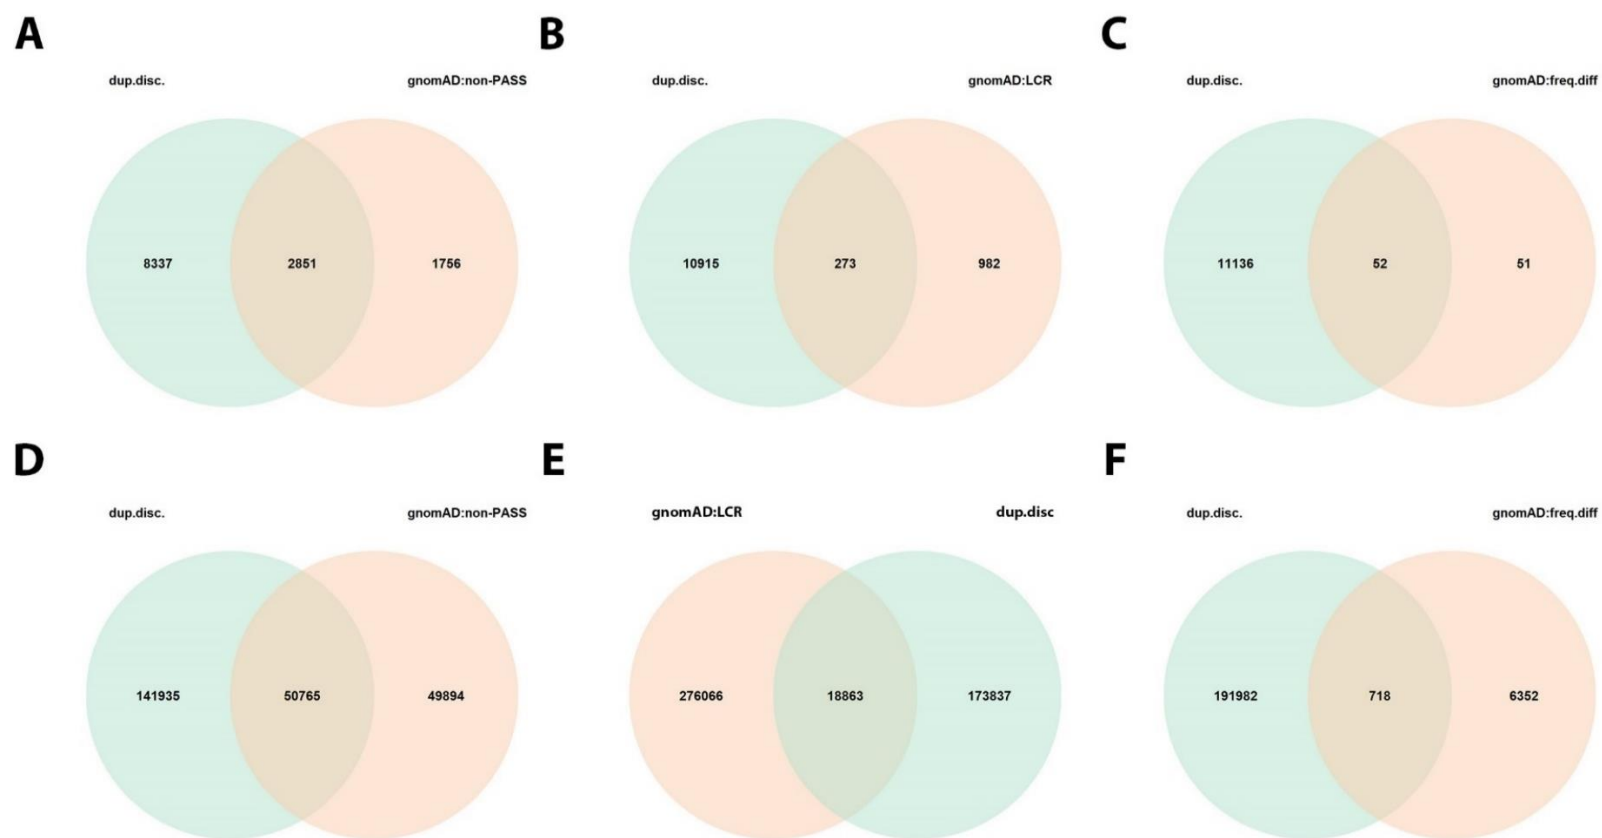 A
B
C
dup.disc.
gnomAD:non-PASS
dup.disc.
gnomAD:LCR
dup.disc.
gnomAD:freq.diff
8337
2851
1756
10915
273
982
11136
52
51
D
E
F
dup.disc.
gnomAD:non-PASS
gnomAD:LCR
dup.disc
dup.disc.
gnomAD:freq.diff
141935
50765
49894
276066
18863
173837
191982
718
6352